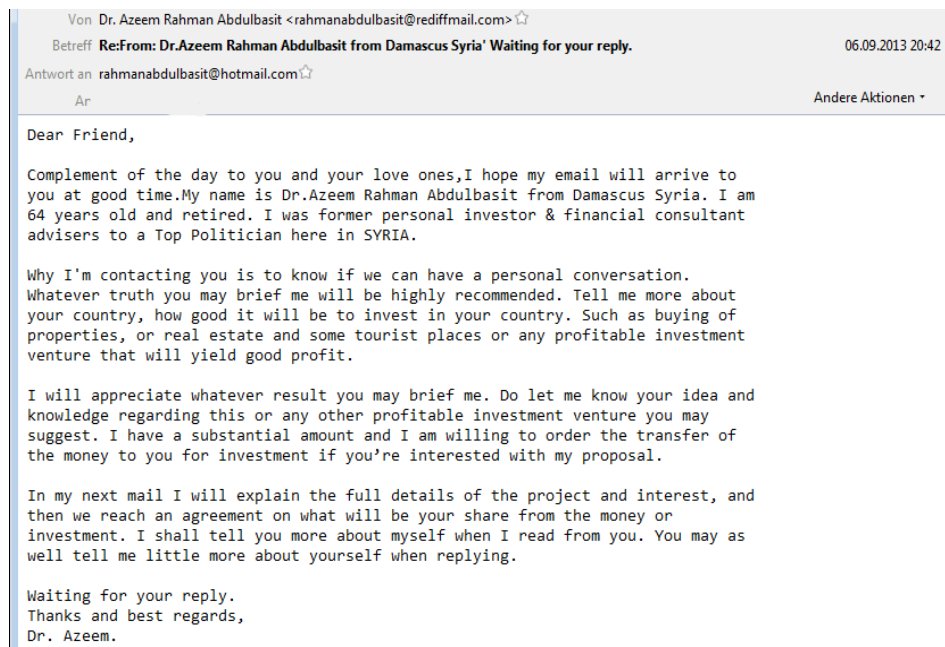 Von Dr. Azeem Rahman Abdulbasit <rahmanabdulbasit@rediffmail.com>
Betreff Re:From: Dr.Azeem Rahman Abdulbasit from Damascus Syria' Waiting for your reply. 06.09.2013 20:42
Antwort an rahmanabdulbasit@hotmail.com
An Andere Aktionen
Dear Friend,
Complement of the day to you and your love ones,I hope my email will arrive to
you at good time.My name is Dr.Azeem Rahman Abdulbasit from Damascus Syria. I am
64 years old and retired. I was former personal investor & financial consultant
advisers to a Top Politician here in SYRIA.
Why I'm contacting you is to know if we can have a personal conversation.
Whatever truth you may brief me will be highly recommended. Tell me more about
your country, how good it will be to invest in your country. Such as buying of
properties, or real estate and some tourist places or any profitable investment
venture that will yield good profit.
I will appreciate whatever result you may brief me. Do let me know your idea and
knowledge regarding this or any other profitable investment venture you may
suggest. I have a substantial amount and I am willing to order the transfer of
the money to you for investment if you’re interested with my proposal.
In my next mail I will explain the full details of the project and interest, and
then we reach an agreement on what will be your share from the money or
investment. I shall tell you more about myself when I read from you. You may as
well tell me little more about yourself when replying.
Waiting for your reply.
Thanks and best regards,
Dr. Azeem.